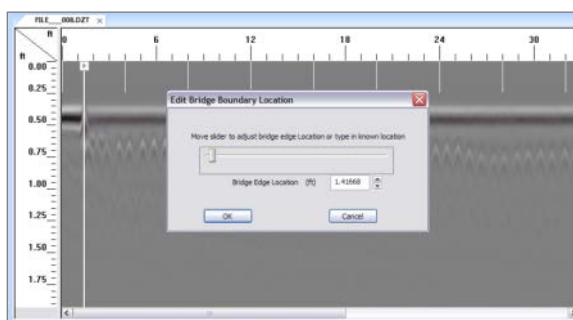 FILE___008.DZT ×
ft 0 6 12 18 24 30
ft
0.00
0.25
0.50
0.75
1.00
1.25
1.50
1.75
Edit Bridge Boundary Location
Move slider to adjust bridge edge Location or type in known location
Bridge Edge Location (ft) 1.41668
OK Cancel